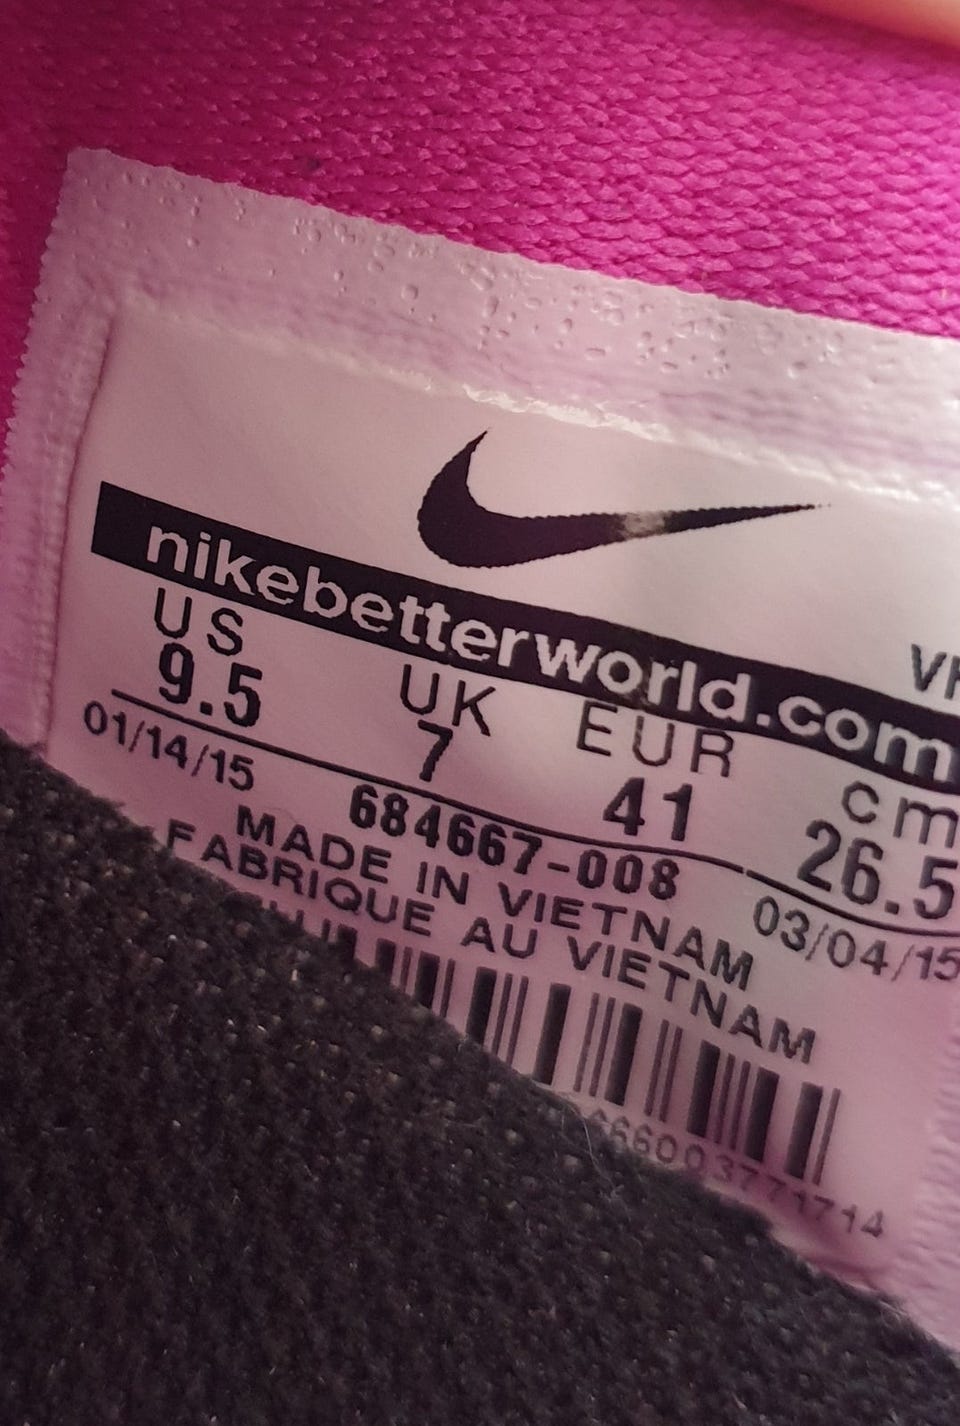 nikebetterworld.com
US UK EUR cm
9.5 7 41 26.5
01/14/15 684667-008 03/04/15
MADE IN VIETNAM
FABRIQUE AU VIETNAM
66003771714